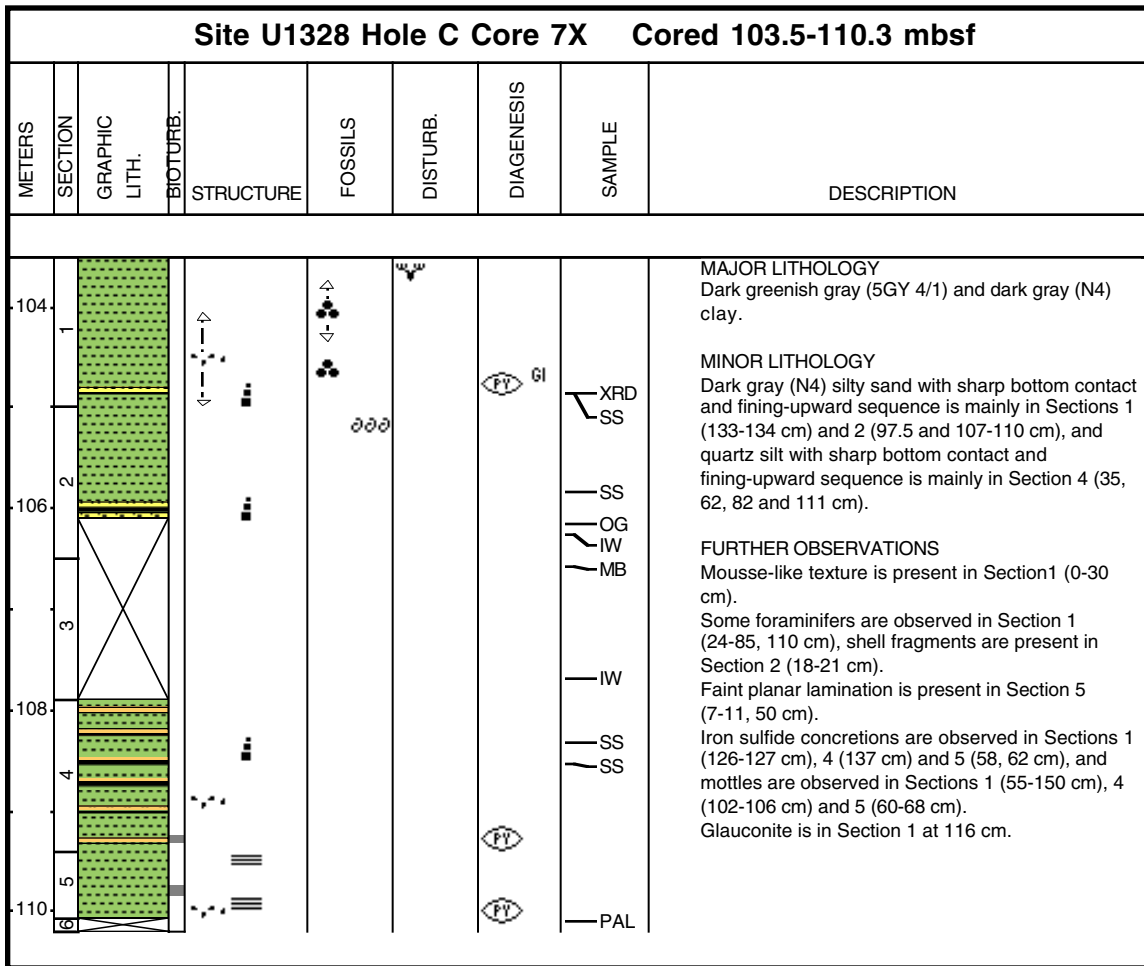 Site U1328 Hole C Core 7X Cored 103.5-110.3 mbsf
METERS
SECTION
GRAPHIC
LITH.
BIOTURB.
STRUCTURE
FOSSILS
DISTURB.
DIAGENESIS
SAMPLE
DESCRIPTION
104
106
108
110
1
2
3
4
5
6
PY
GI
PY
PY
XRD
SS
SS
OG
IW
MB
IW
SS
SS
PAL
MAJOR LITHOLOGY
Dark greenish gray (5GY 4/1) and dark gray (N4)
clay.
MINOR LITHOLOGY
Dark gray (N4) silty sand with sharp bottom contact
and fining-upward sequence is mainly in Sections 1
(133-134 cm) and 2 (97.5 and 107-110 cm), and
quartz silt with sharp bottom contact and
fining-upward sequence is mainly in Section 4 (35,
62, 82 and 111 cm).
FURTHER OBSERVATIONS
Mousse-like texture is present in Section1 (0-30
cm).
Some foraminifers are observed in Section 1
(24-85, 110 cm), shell fragments are present in
Section 2 (18-21 cm).
Faint planar lamination is present in Section 5
(7-11, 50 cm).
Iron sulfide concretions are observed in Sections 1
(126-127 cm), 4 (137 cm) and 5 (58, 62 cm), and
mottles are observed in Sections 1 (55-150 cm), 4
(102-106 cm) and 5 (60-68 cm).
Glauconite is in Section 1 at 116 cm.